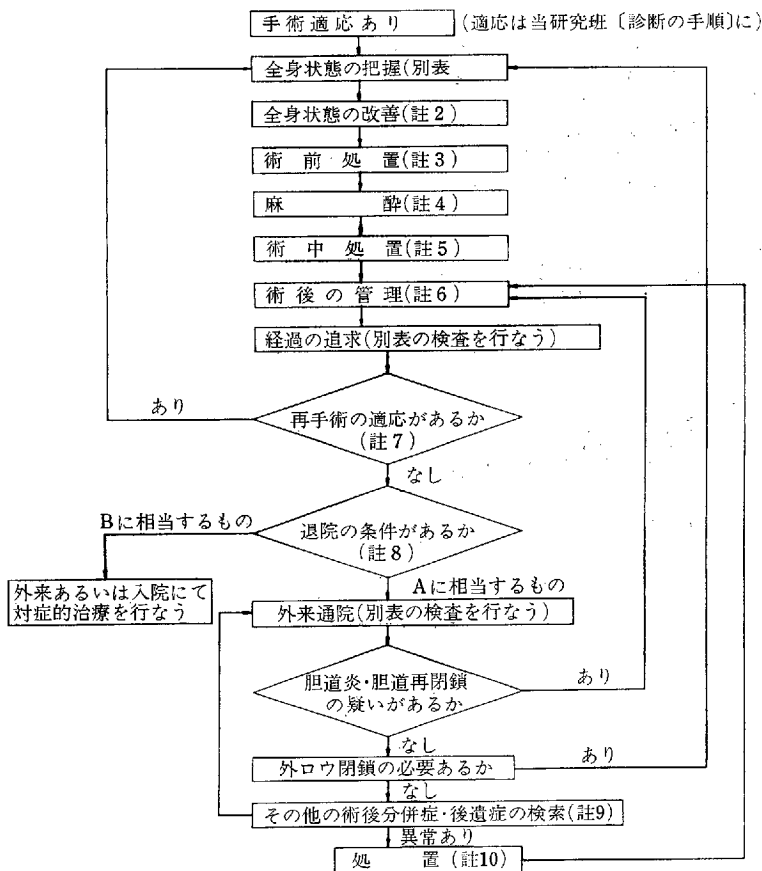 手術適応あり (適応は当研究班〔診断の手順〕に)
全身状態の把握(別表
全身状態の改善(註2)
術前処置(註3)
麻酔(註4)
術中処置(註5)
術後の管理(註6)
経過の追求(別表の検査を行なう)
あり
再手術の適応があるか
(註7)
なし
Bに相当するもの
退院の条件があるか
(註8)
外来あるいは入院にて
対症的治療を行なう
Aに相当するもの
外来通院(別表の検査を行なう)
胆道炎・胆道再閉鎖
の疑いがあるか
あり
なし
外ロウ閉鎖の必要あるか
あり
なし
その他の術後分併症・後遺症の検索(註9)
異常あり
処置(註10)